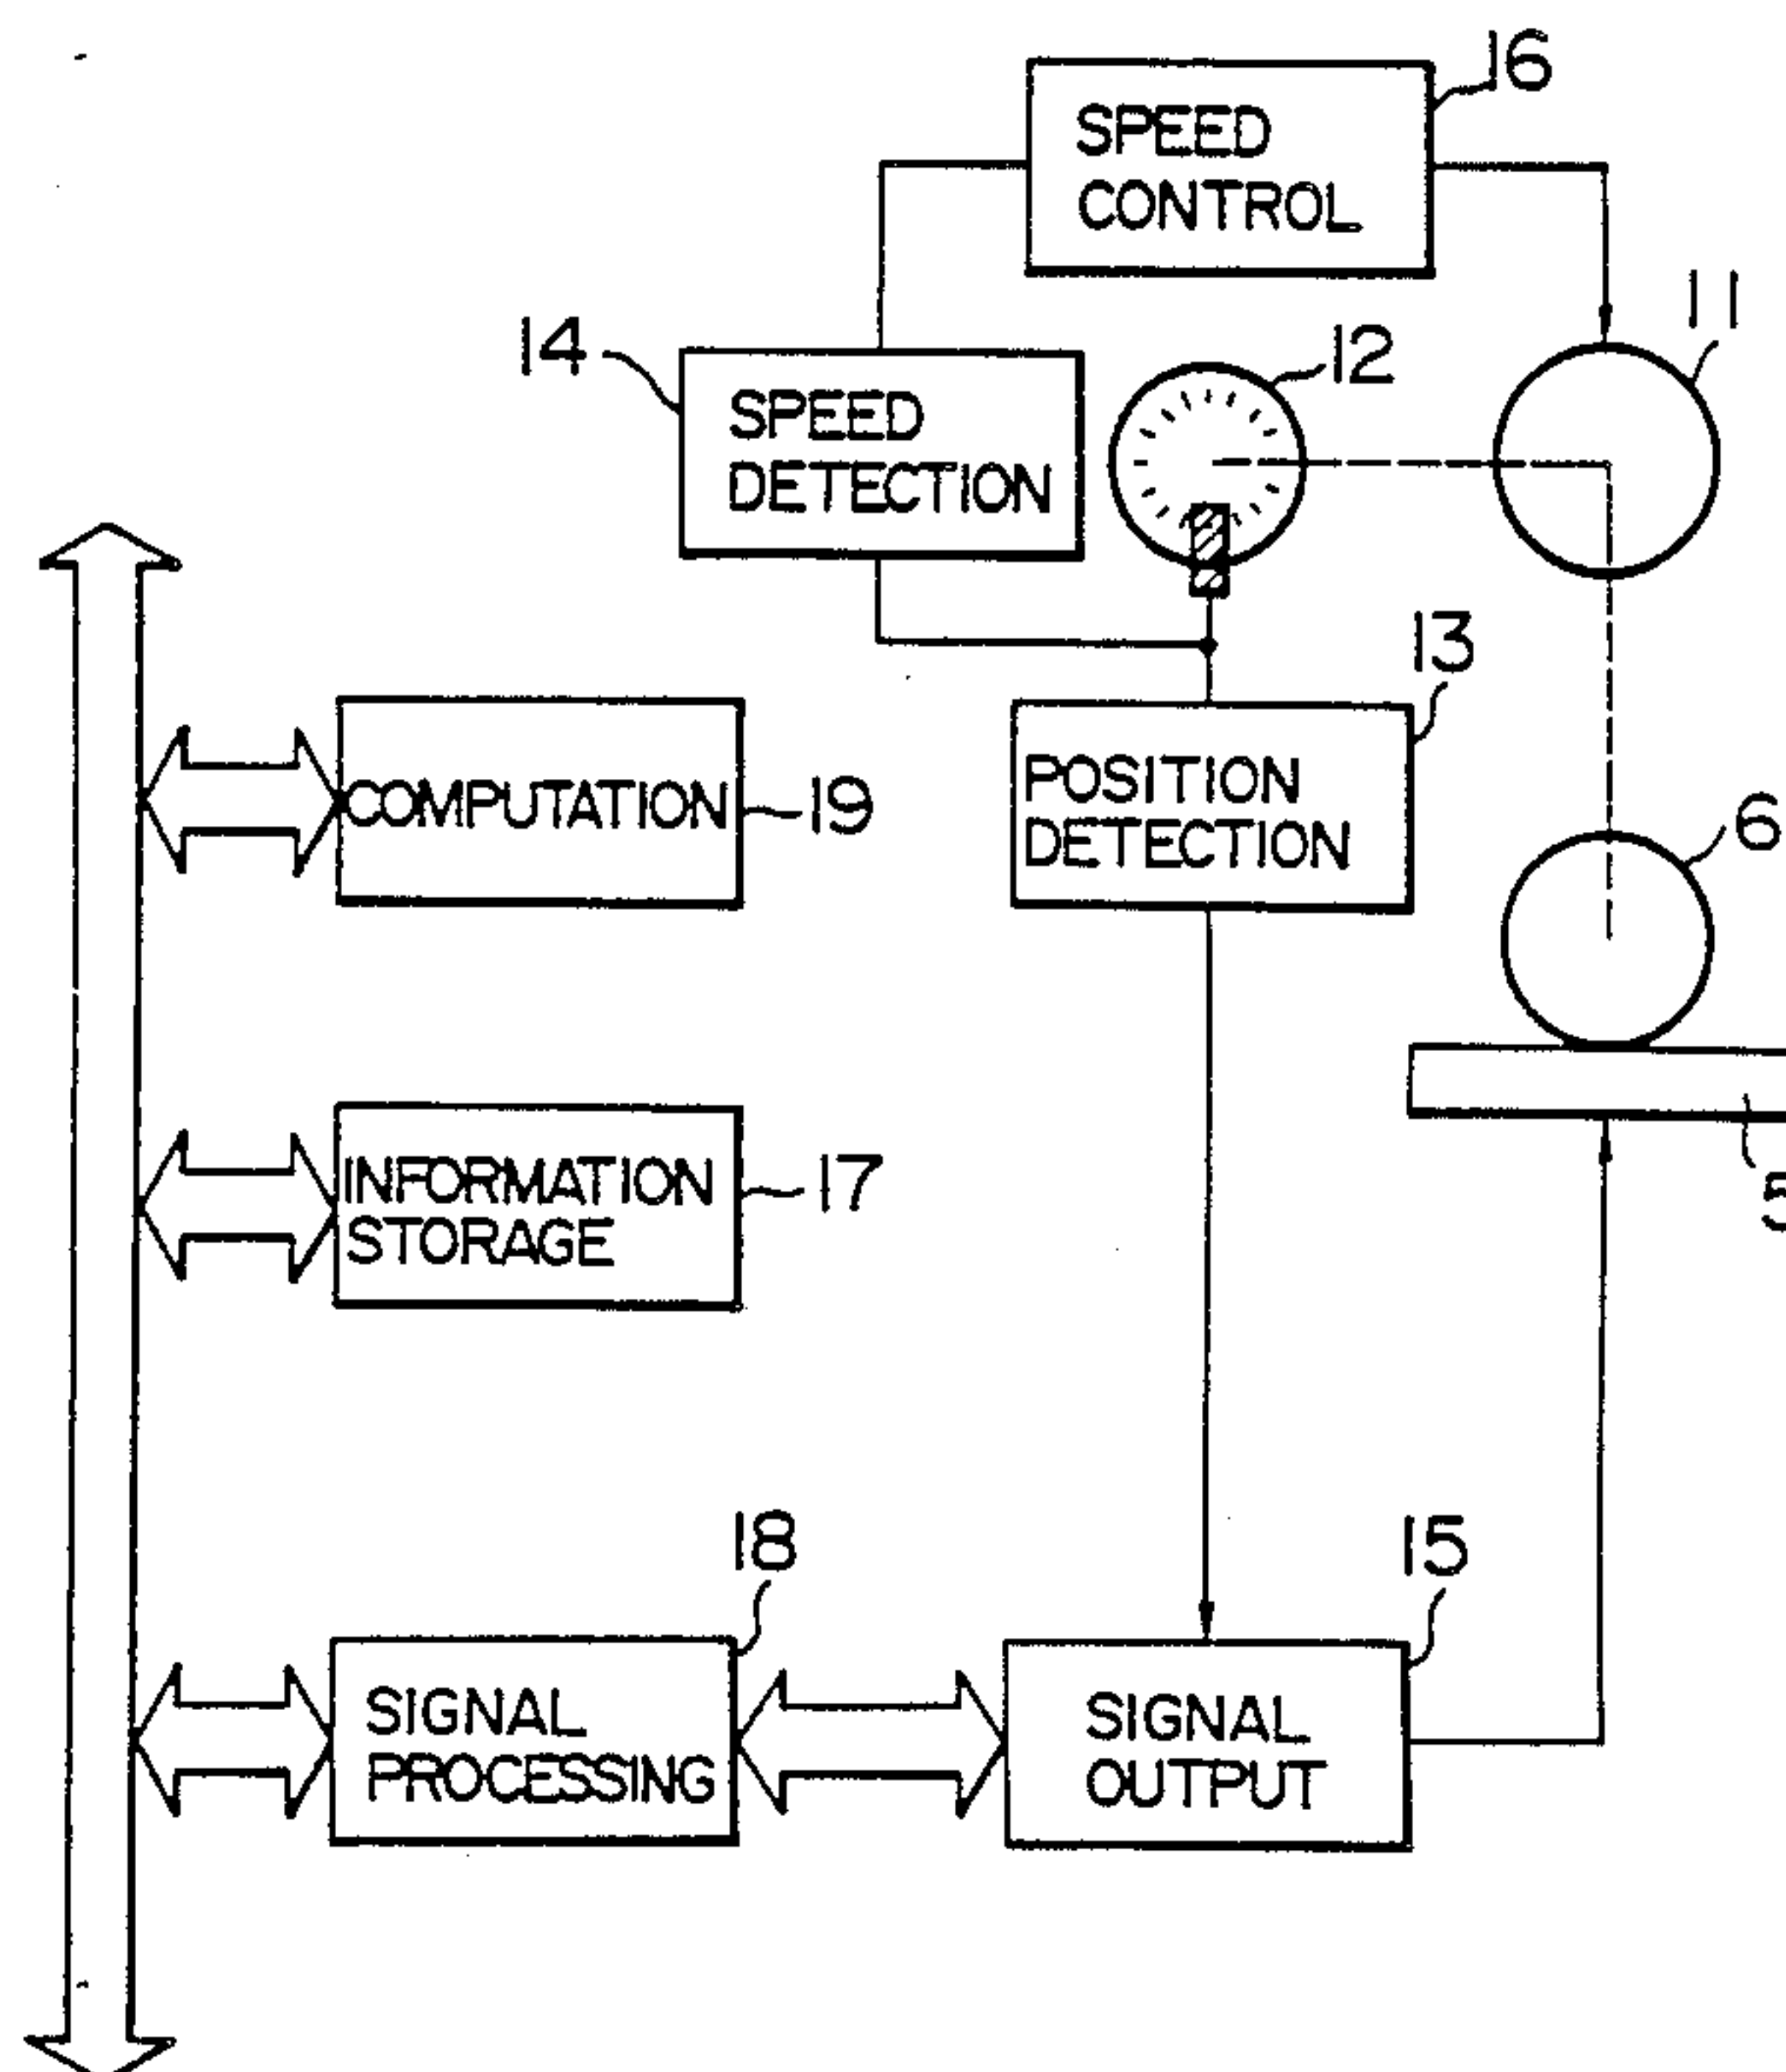 16
SPEED
CONTROL
11
14
12
SPEED
DETECTION
13
COMPUTATION
19
POSITION
DETECTION
6
INFORMATION
STORAGE
17
5
18
15
SIGNAL
PROCESSING
SIGNAL
OUTPUT